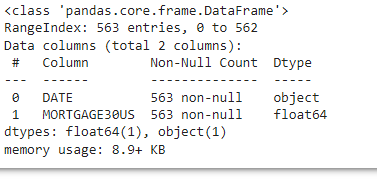 <class 'pandas.core.frame.DataFrame'>
RangeIndex: 563 entries, 0 to 562
Data columns (total 2 columns):
 #   Column        Non-Null Count  Dtype
---  ------        --------------  -----
 0   DATE          563 non-null    object
 1   MORTGAGE30US  563 non-null    float64
dtypes: float64(1), object(1)
memory usage: 8.9+ KB